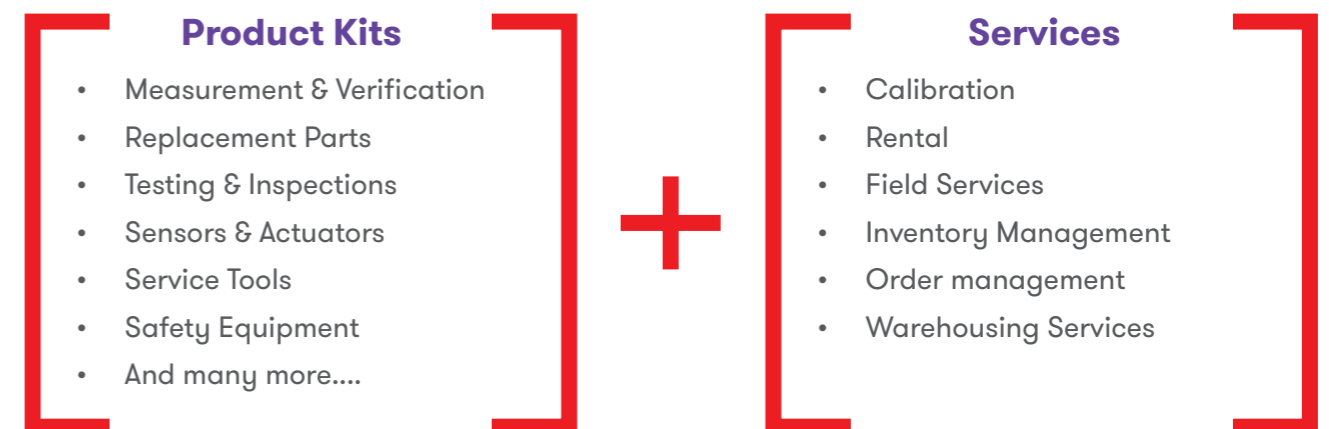 Product Kits
• Measurement & Verification
• Replacement Parts
• Testing & Inspections
• Sensors & Actuators
• Service Tools
• Safety Equipment
• And many more....
+
Services
• Calibration
• Rental
• Field Services
• Inventory Management
• Order management
• Warehousing Services